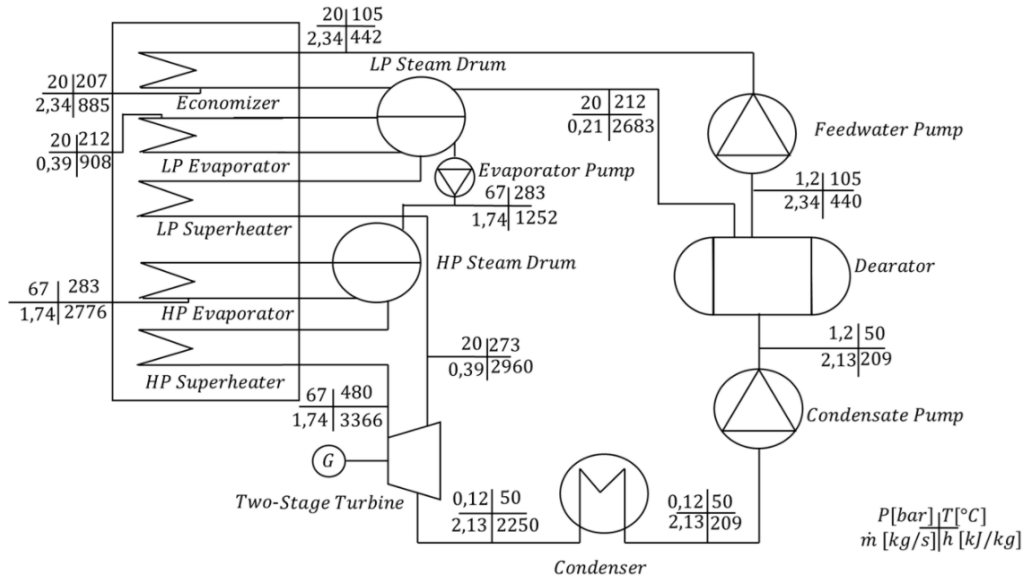 20 105
2,34 442
LP Steam Drum
20 207
2,34 885
Economizer
20 212
0,21 2683
Feedwater Pump
20 212
0,39 908
LP Evaporator
Evaporator Pump
67 283
1,74 1252
1,2 105
2,34 440
LP Superheater
HP Steam Drum
Dearator
67 283
1,74 2776
HP Evaporator
1,2 50
2,13 209
20 273
0,39 2960
HP Superheater
67 480
1,74 3366
Condensate Pump
G
Two-Stage Turbine
0,12 50
2,13 2250
0,12 50
2,13 209
Condenser
P[bar] T[°C]
ṁ [kg/s] h [kJ/kg]